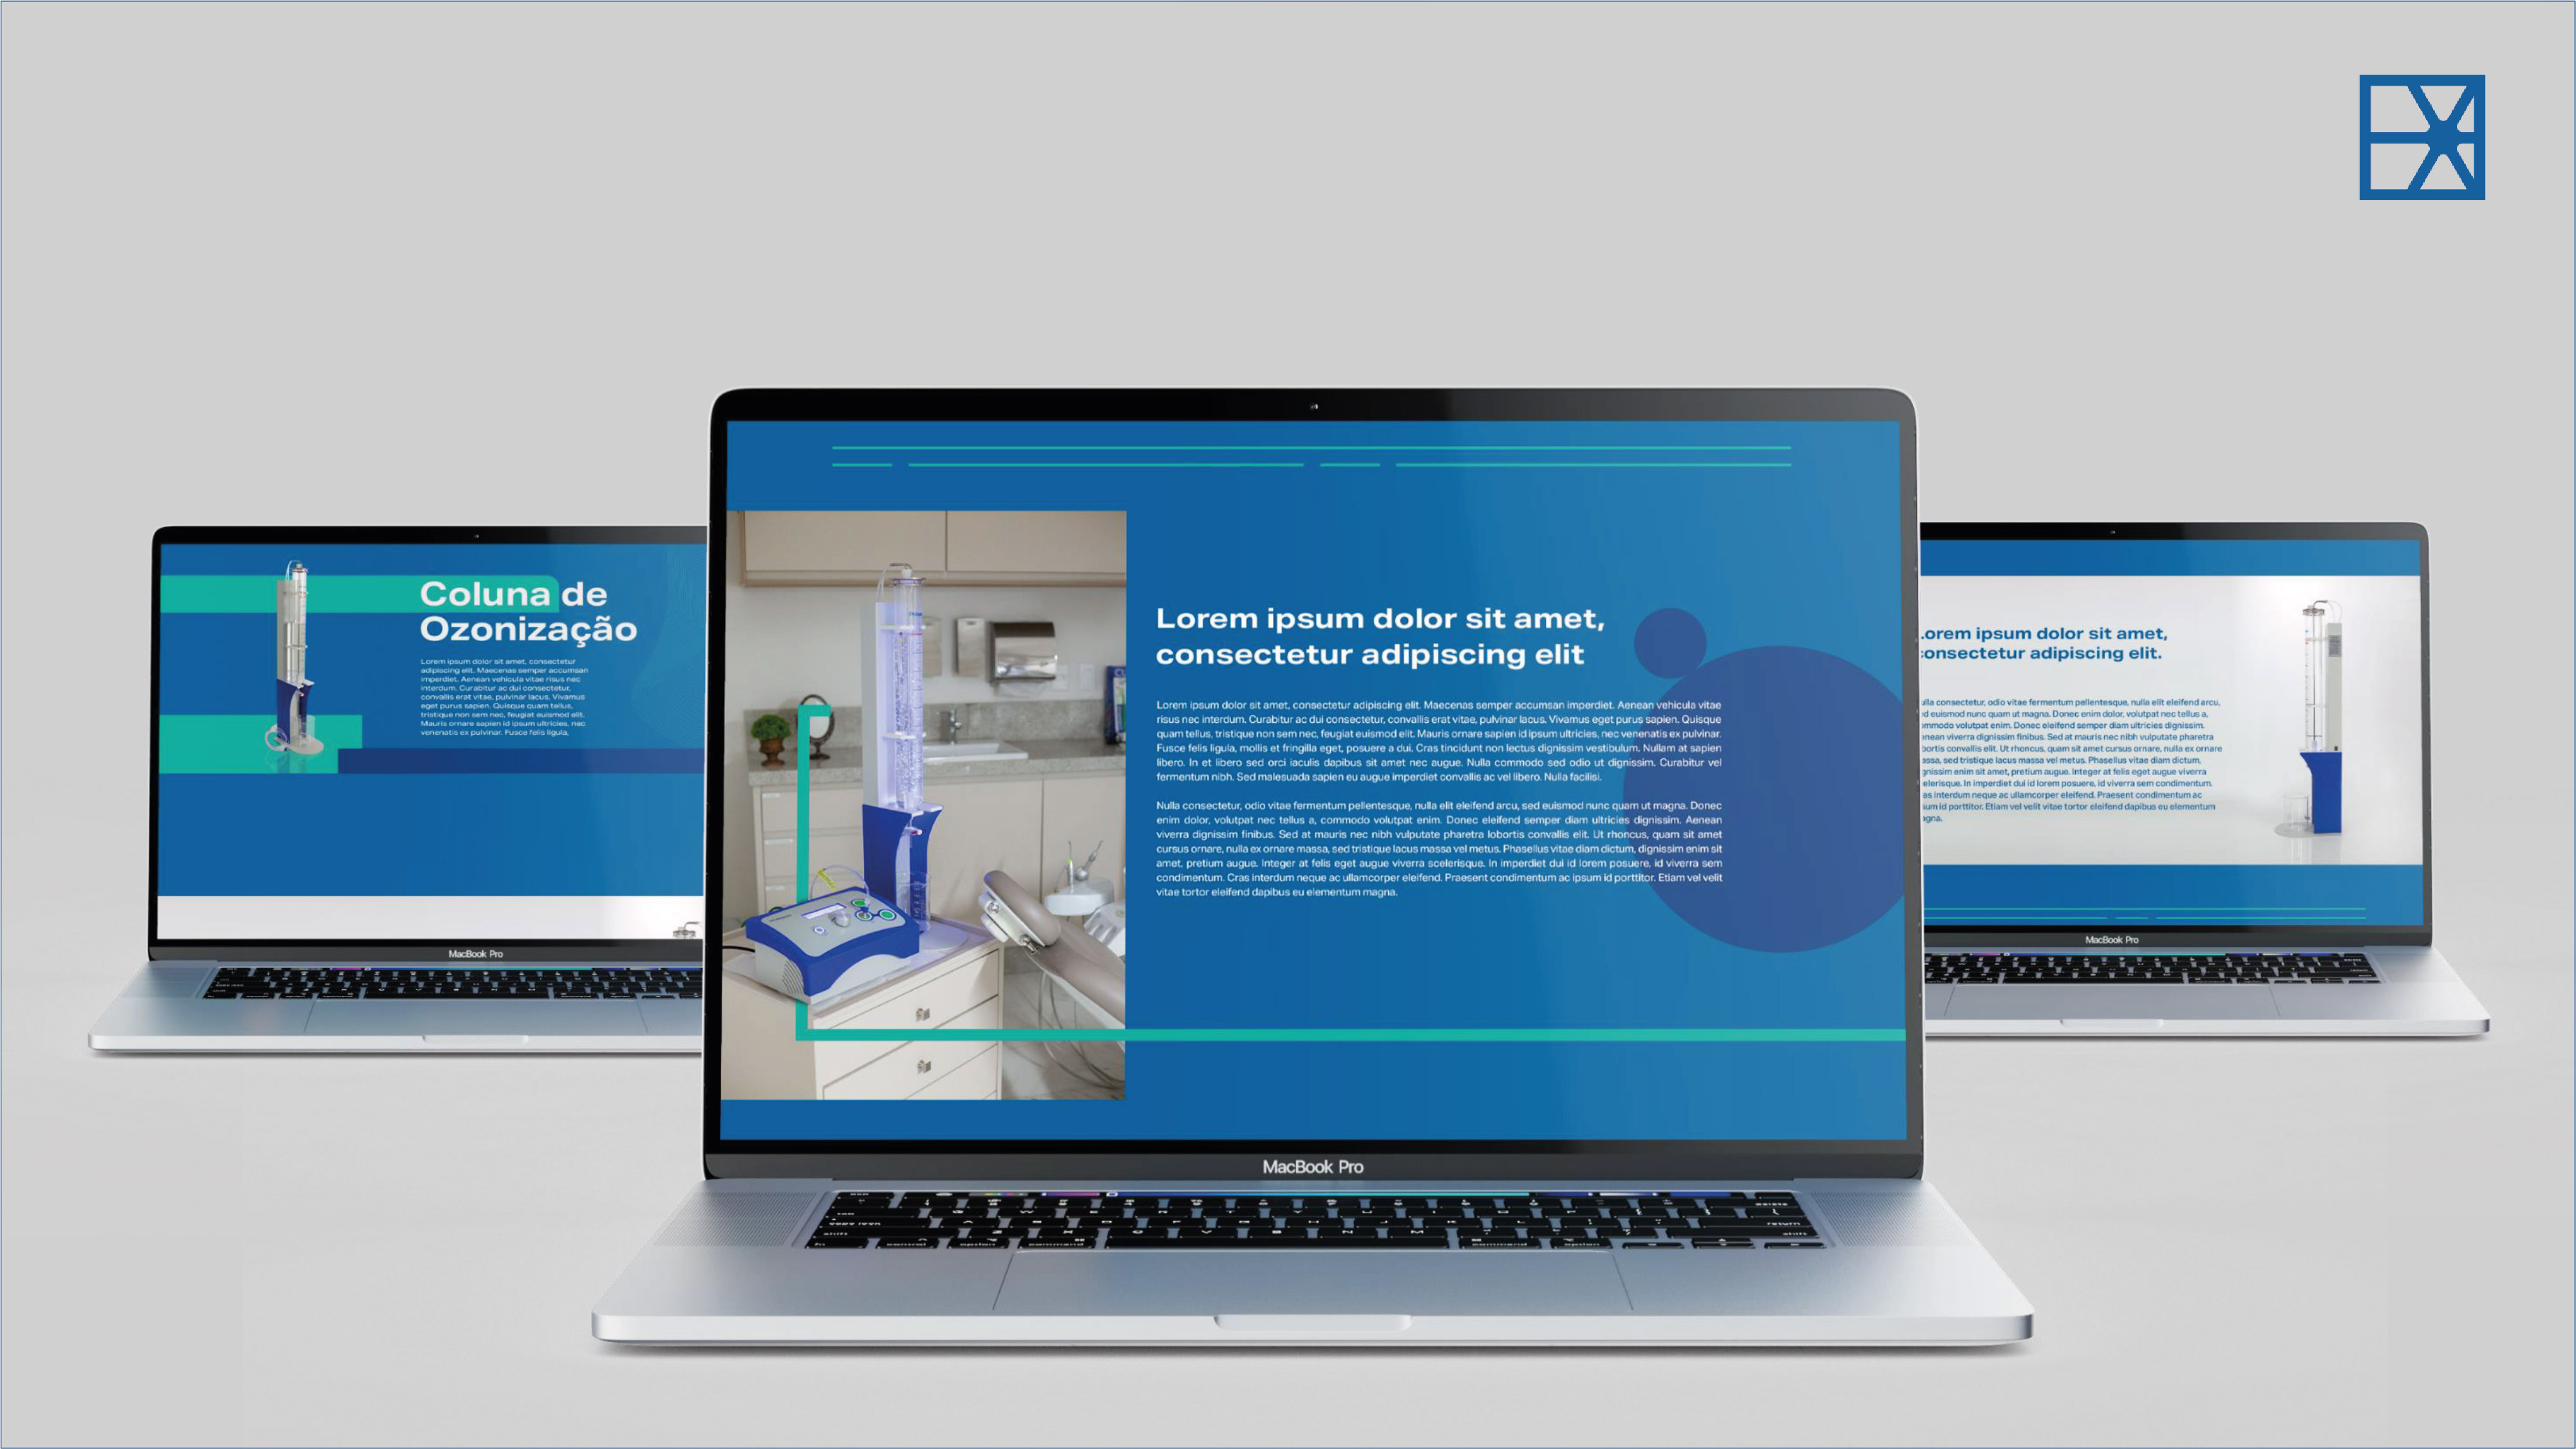 Coluna de
Ozonização
Lorem ipsum dolor sit amet, consectetur
adipiscing elit. Maecenas semper accumsan
imperdiet. Aenean vehicula vitae risus nec
interdum. Curabitur ac dui consectetur,
convallis erat vitae, pulvinar lacus. Vivamus
eget purus sapien. Quisque quam tellus,
tristique non sem nec, feugiat euismod elit.
Mauris ornare sapien id ipsum ultricies, nec
venenatis ex pulvinar. Fusce felis ligula,
MacBook Pro
Lorem ipsum dolor sit amet,
consectetur adipiscing elit
Lorem ipsum dolor sit amet, consectetur adipiscing elit. Maecenas semper accumsan imperdiet. Aenean vehicula vitae
risus nec interdum. Curabitur ac dui consectetur, convallis erat vitae, pulvinar lacus. Vivamus eget purus sapien. Quisque
quam tellus, tristique non sem nec, feugiat euismod elit. Mauris ornare sapien id ipsum ultricies, nec venenatis ex pulvinar.
Fusce felis ligula, mollis et fringilla eget, posuere a dui. Cras tincidunt non lectus dignissim vestibulum. Nullam at sapien
libero. In et libero sed orci iaculis dapibus sit amet nec augue. Nulla commodo sed odio ut dignissim. Curabitur vel
fermentum nibh. Sed malesuada sapien eu augue imperdiet convallis ac vel libero. Nulla facilisi.
Nulla consectetur, odio vitae fermentum pellentesque, nulla elit eleifend arcu, sed euismod nunc quam ut magna. Donec
enim dolor, volutpat nec tellus a, commodo volutpat enim. Donec eleifend semper diam ultricies dignissim. Aenean
viverra dignissim finibus. Sed at mauris nec nibh vulputate pharetra lobortis convallis elit. Ut rhoncus, quam sit amet
cursus ornare, nulla ex ornare massa, sed tristique lacus massa vel metus. Phasellus vitae diam dictum, dignissim enim sit
amet, pretium augue. Integer at felis eget augue viverra scelerisque. In imperdiet dui id lorem posuere, id viverra sem
condimentum. Cras interdum neque ac ullamcorper eleifend. Praesent condimentum ac ipsum id porttitor. Etiam vel velit
vitae tortor eleifend dapibus eu elementum magna.
MacBook Pro
tab
shift
fn control option command
command option
delete
return
shift
orem ipsum dolor sit amet,
onsectetur adipiscing elit.
ulla consectetur, odio vitae fermentum pellentesque, nulla elit eleifend arcu,
d euismod nunc quam ut magna. Donec enim dolor, volutpat nec tellus a,
mmodo volutpat enim. Donec eleifend semper diam ultricies dignissim.
enean viverra dignissim finibus. Sed at mauris nec nibh vulputate pharetra
bortis convallis elit. Ut rhoncus, quam sit amet cursus ornare, nulla ex ornare
assa, sed tristique lacus massa vel metus. Phasellus vitae diam dictum,
gnissim enim sit amet, pretium augue. Integer at felis eget augue viverra
elerisque. In imperdiet dui id lorem posuere, id viverra sem condimentum.
as interdum neque ac ullamcorper eleifend. Praesent condimentum ac
sum id porttitor. Etiam vel velit vitae tortor eleifend dapibus eu elementum
agna.
MacBook Pro